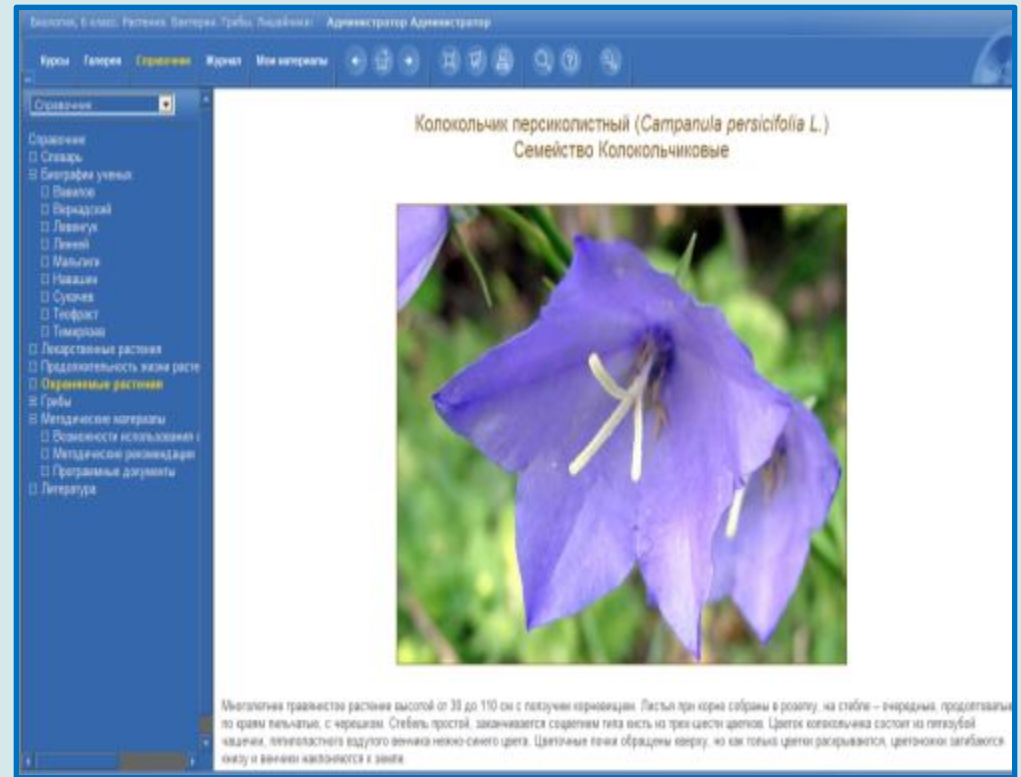 Биология, 6 класс. Растения. Бактерии. Грибы. Лишайники Администратор Администратор
Курсы Галерея Справочник Журнал Мои материалы
Справочник
Справочник
Словарь
Биографии ученых
Вавилов
Вернадский
Левенгук
Линней
Мальпиги
Навашин
Сукачев
Теофраст
Тимирязев
Лекарственные растения
Продолжительность жизни расте
Охраняемые растения
Грибы
Методические материалы
Возможности использования
Методические рекомендации
Программные документы
Литература
Колокольчик персиколистный (Campanula persicifolia L.)
Семейство Колокольчиковые
Многолетнее травянистое растение высотой от 30 до 110 см с ползучим корневищем. Листья при корне собраны в розетку, на стебле – очередные, продолговатые
по краям пильчатые, с черешком. Стебель простой, заканчивается соцветием типа кисть из трех-шести цветков. Цветок колокольчика состоит из пятизубой
чашечки, пятилопастного вздутого венчика нежно-синего цвета. Цветочные почки обращены кверху, но как только цветки раскрываются, цветоножки загибаются
книзу и венчики наклоняются к земле.